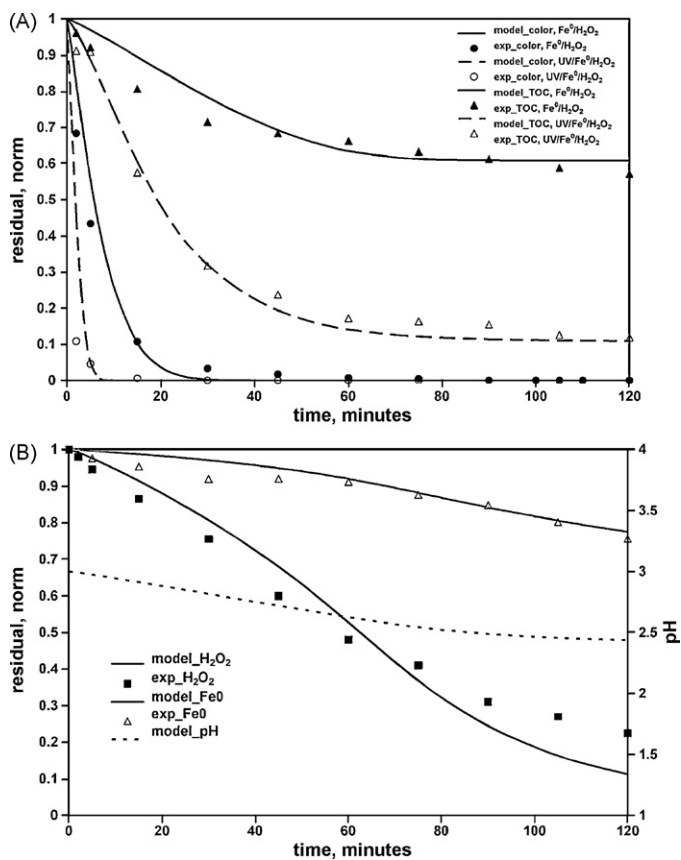 (A)
1
0.9
0.8
0.7
0.6
0.5
0.4
0.3
0.2
0.1
0
residual, norm
model_color, Fe⁰/H₂O₂
exp_color, Fe⁰/H₂O₂
model_color, UV/Fe⁰/H₂O₂
exp_color, UV/Fe⁰/H₂O₂
model_TOC, Fe⁰/H₂O₂
exp_TOC, Fe⁰/H₂O₂
model_TOC, UV/Fe⁰/H₂O₂
exp_TOC, UV/Fe⁰/H₂O₂
0 20 40 60 80 100 120
time, minutes
(B)
1
0.9
0.8
0.7
0.6
0.5
0.4
0.3
0.2
0.1
0
residual, norm
model_H₂O₂
exp_H₂O₂
model_Fe0
exp_Fe0
model_pH
4
3.5
3
2.5
2
1.5
1
pH
0 20 40 60 80 100 120
time, minutes